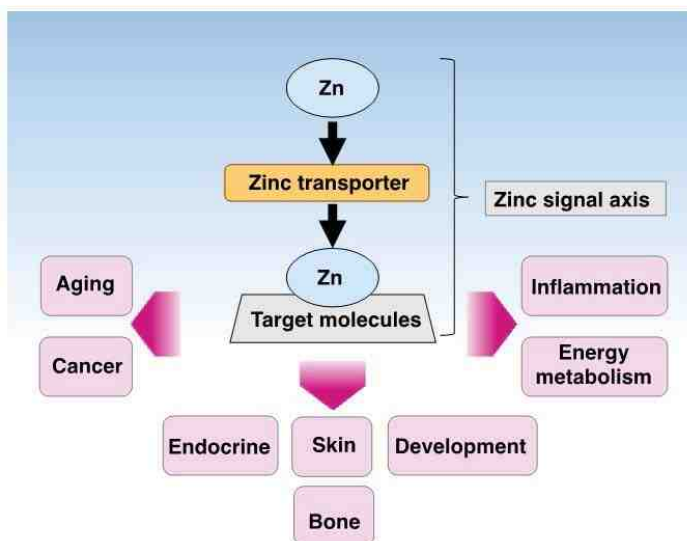 Zn
Zinc transporter
Zinc signal axis
Zn
Target molecules
Aging
Cancer
Inflammation
Energy
metabolism
Endocrine
Skin
Development
Bone